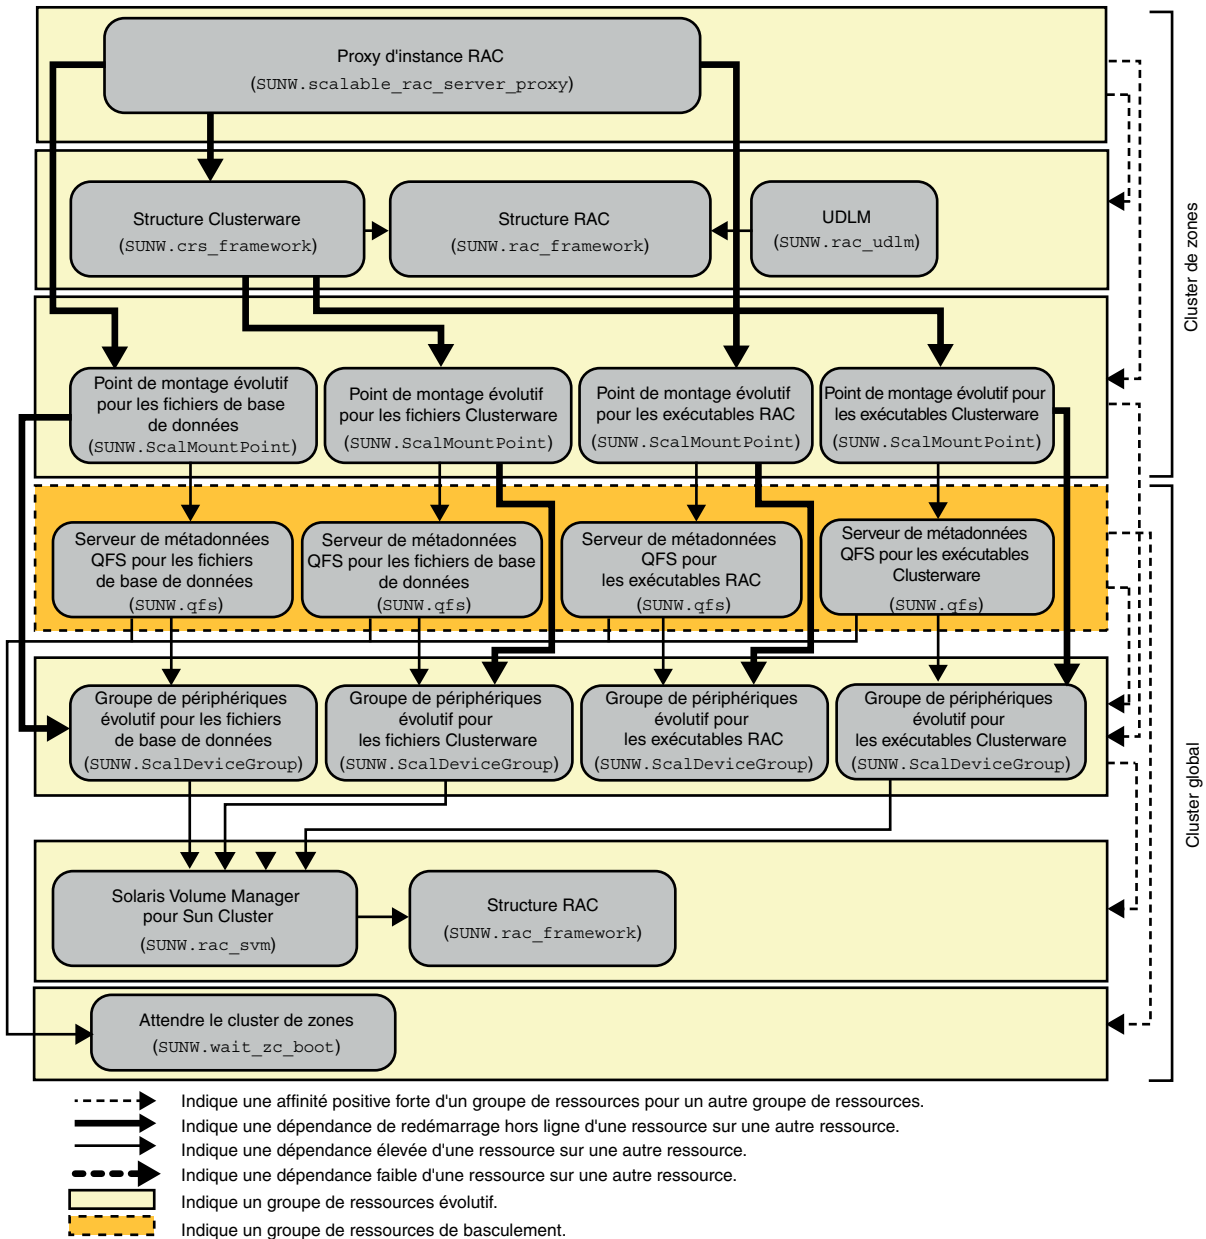 Proxy d'instance RAC
(SUNW.scalable_rac_server_proxy)
Structure Clusterware
(SUNW.crs_framework)
Structure RAC
(SUNW.rac_framework)
UDLM
(SUNW.rac_udlm)
Cluster de zones
Point de montage évolutif
pour les fichiers de base
de données
(SUNW.ScalMountPoint)
Point de montage évolutif
pour les fichiers Clusterware
(SUNW.ScalMountPoint)
Point de montage évolutif
pour les exécutables RAC
(SUNW.ScalMountPoint)
Point de montage évolutif pour
les exécutables Clusterware
(SUNW.ScalMountPoint)
Serveur de métadonnées
QFS pour les fichiers
de base de données
(SUNW.qfs)
Serveur de métadonnées
QFS pour les fichiers de base
de données
(SUNW.qfs)
Serveur de métadonnées
QFS pour
les exécutables RAC
(SUNW.qfs)
Serveur de métadonnées
QFS pour les exécutables
Clusterware
(SUNW.qfs)
Groupe de périphériques
évolutif pour les fichiers
de base de données
(SUNW.ScalDeviceGroup)
Groupe de périphériques
évolutif pour
les fichiers Clusterware
(SUNW.ScalDeviceGroup)
Groupe de périphériques
évolutif pour
les exécutables RAC
(SUNW.ScalDeviceGroup)
Groupe de périphériques
évolutif pour
les exécutables Clusterware
(SUNW.ScalDeviceGroup)
Cluster global
Solaris Volume Manager
pour Sun Cluster
(SUNW.rac_svm)
Structure RAC
(SUNW.rac_framework)
Attendre le cluster de zones
(SUNW.wait_zc_boot)
Indique une affinité positive forte d'un groupe de ressources pour un autre groupe de ressources.
Indique une dépendance de redémarrage hors ligne d'une ressource sur une autre ressource.
Indique une dépendance élevée d'une ressource sur une autre ressource.
Indique une dépendance faible d'une ressource sur une autre ressource.
Indique un groupe de ressources évolutif.
Indique un groupe de ressources de basculement.